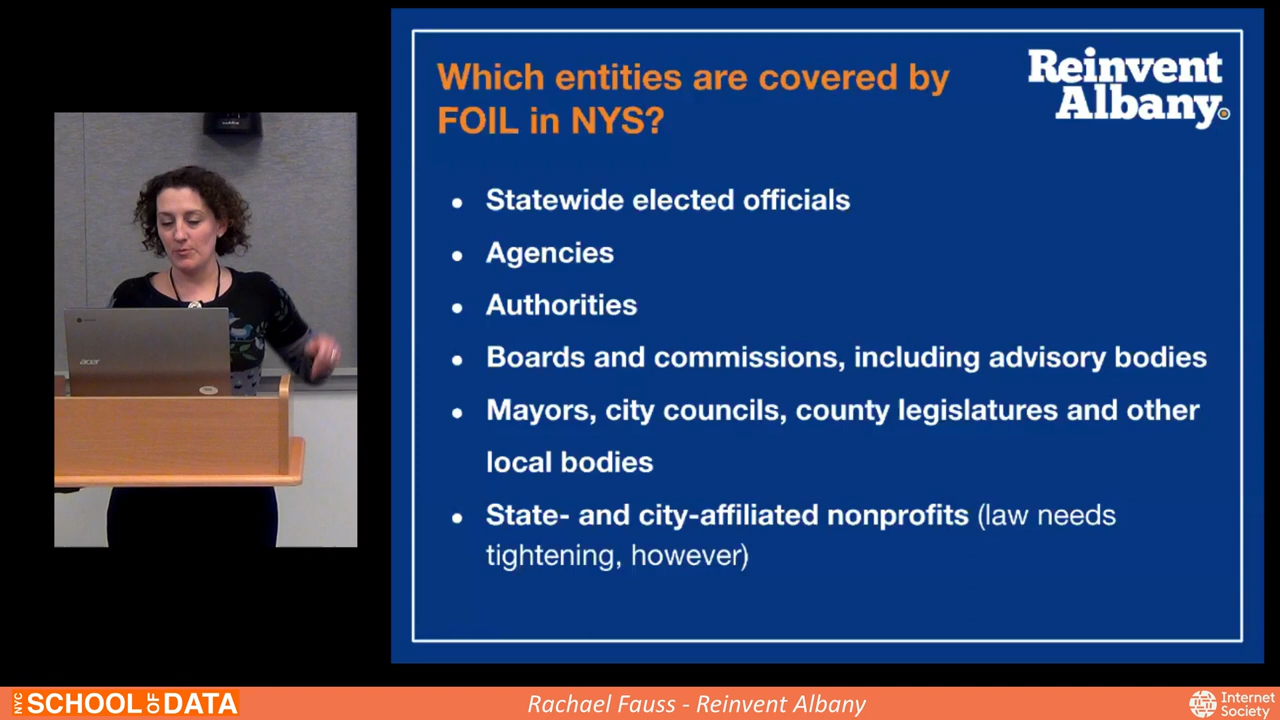 Which entities are covered by
FOIL in NYS?
Reinvent
Albany
• Statewide elected officials
• Agencies
• Authorities
• Boards and commissions, including advisory bodies
• Mayors, city councils, county legislatures and other
local bodies
• State- and city-affiliated nonprofits (law needs
tightening, however)
acer
NYC SCHOOL OF DATA
Rachael Fauss - Reinvent Albany
Internet
Society